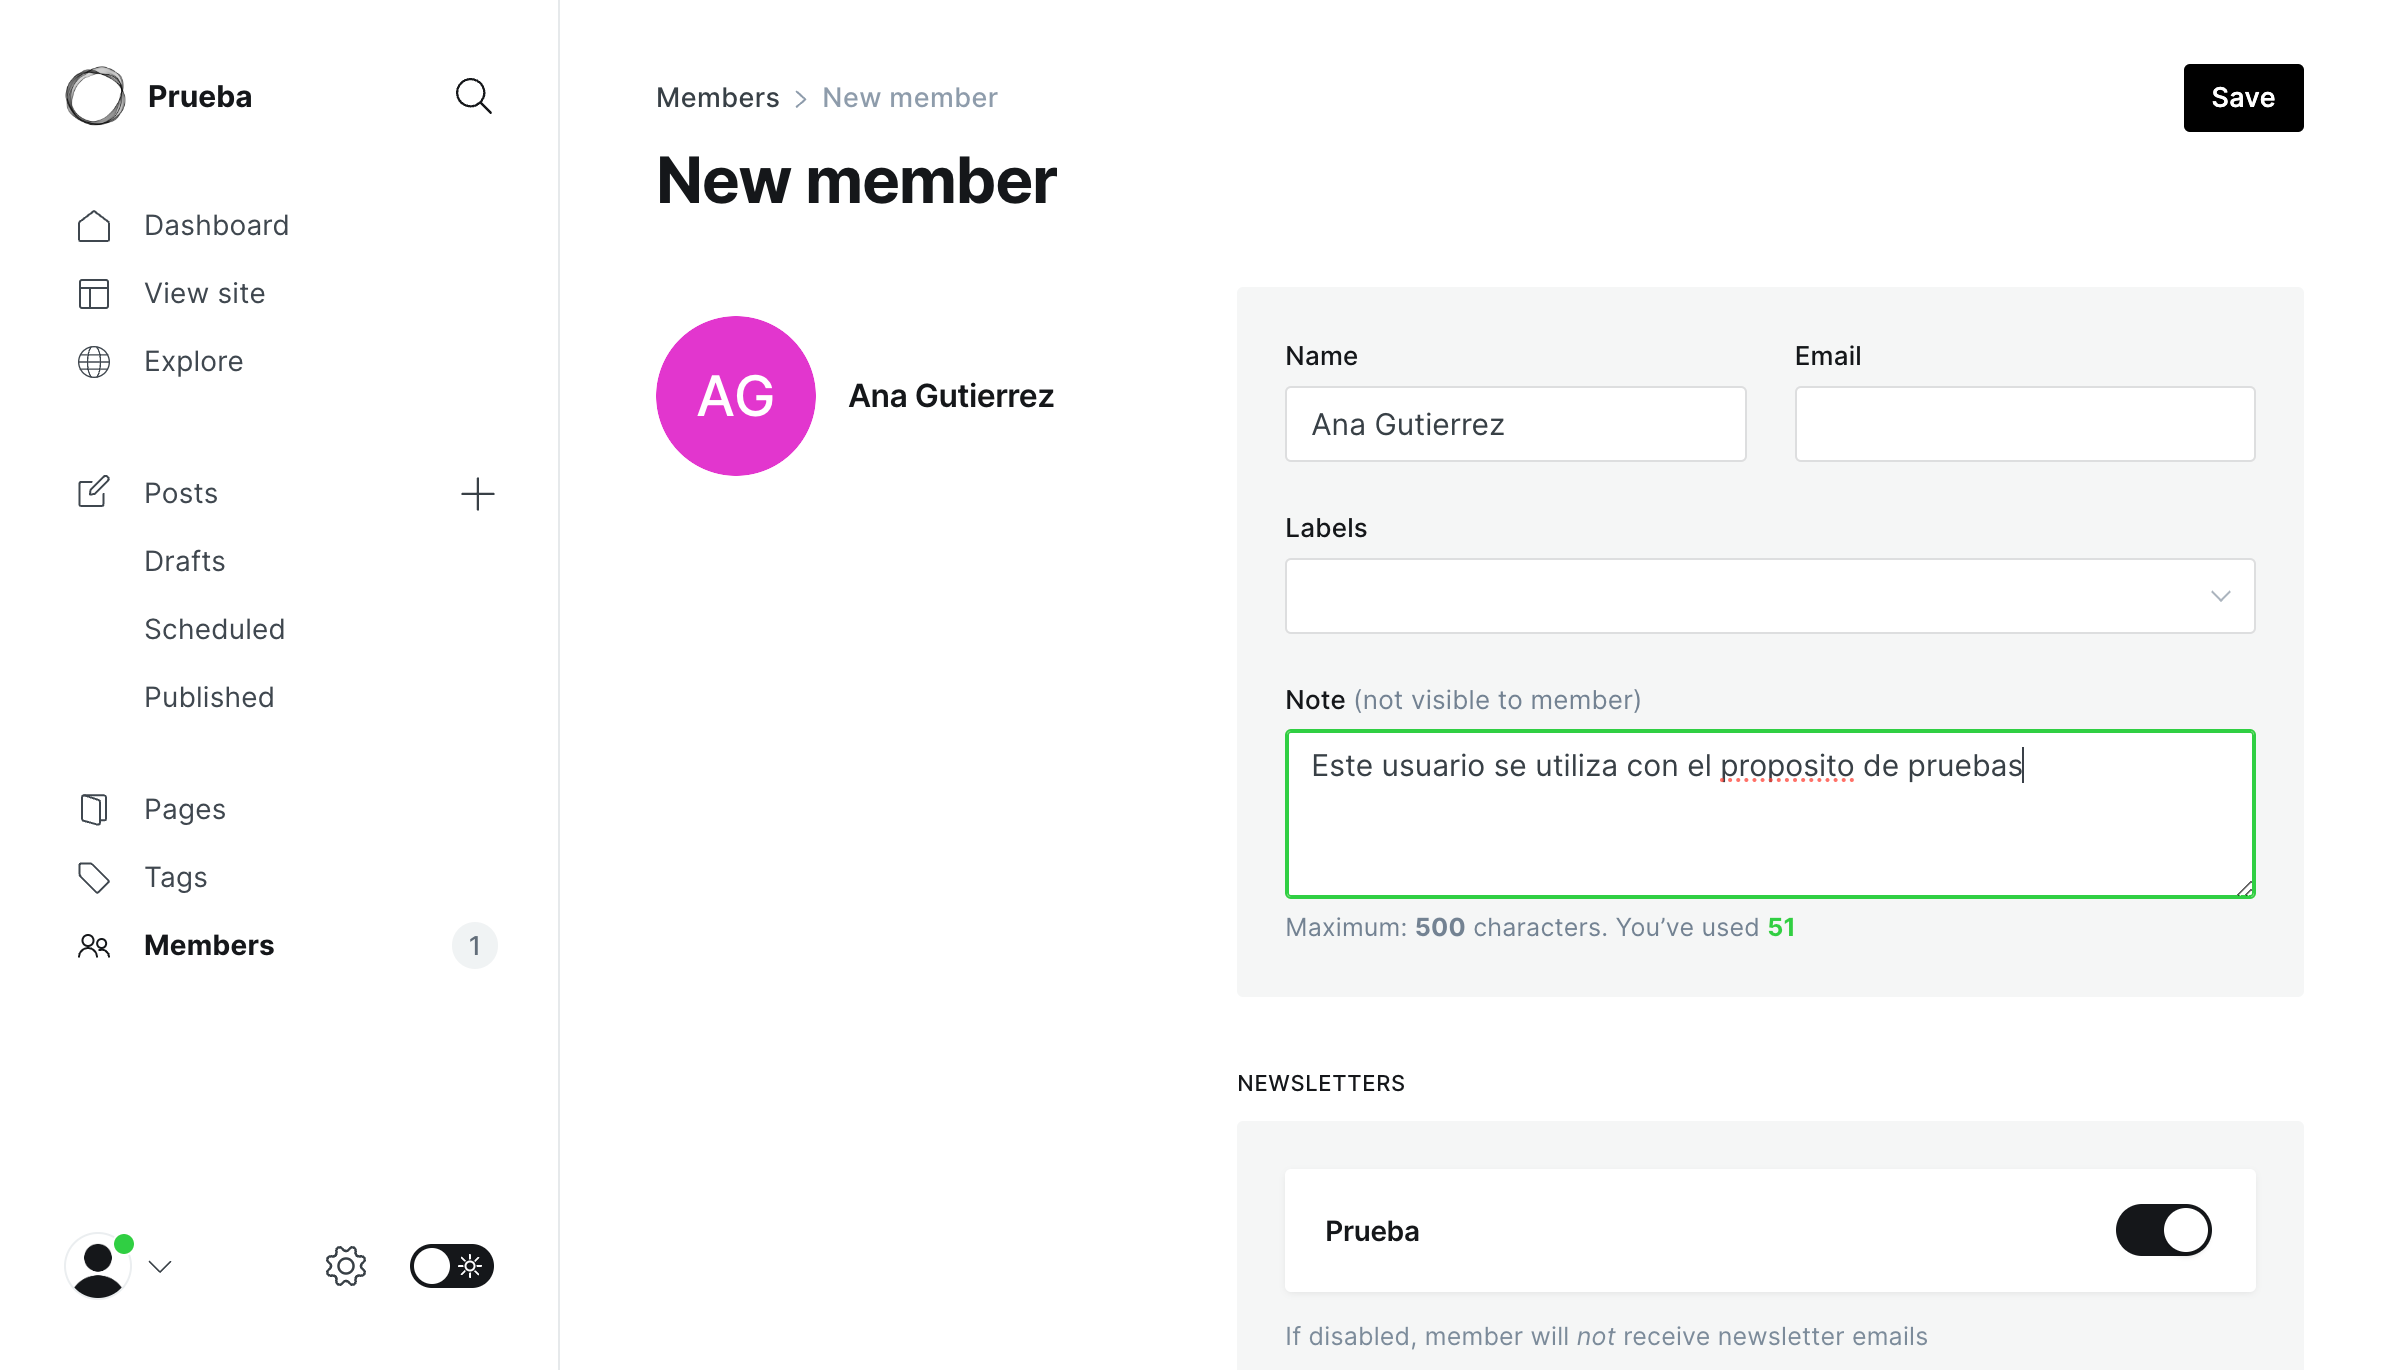 Prueba
Dashboard
View site
Explore
Posts
Drafts
Scheduled
Published
Pages
Tags
Members
1
Members > New member
Save
New member
AG
Ana Gutierrez
Name
Email
Ana Gutierrez
Labels
Note (not visible to member)
Este usuario se utiliza con el proposito de pruebas
Maximum: 500 characters. You’ve used 51
NEWSLETTERS
Prueba
If disabled, member will not receive newsletter emails